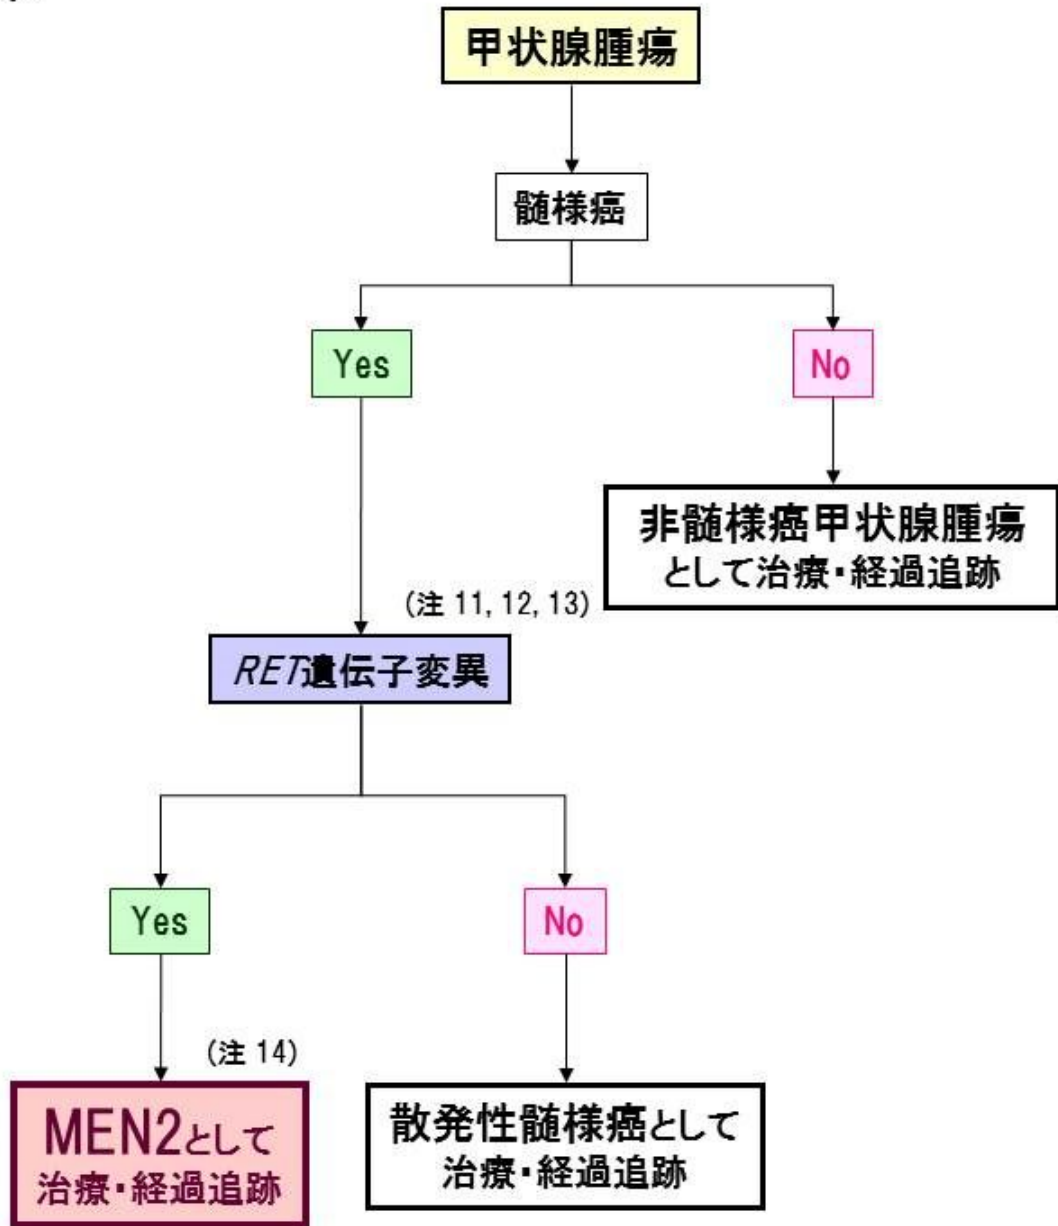 甲状腺腫瘍
髄様癌
Yes
No
非髄様癌甲状腺腫瘍
として治療・経過追跡
(注 11, 12, 13)
RET遺伝子変異
Yes
No
(注 14)
MEN2として
治療・経過追跡
散発性髄様癌として
治療・経過追跡